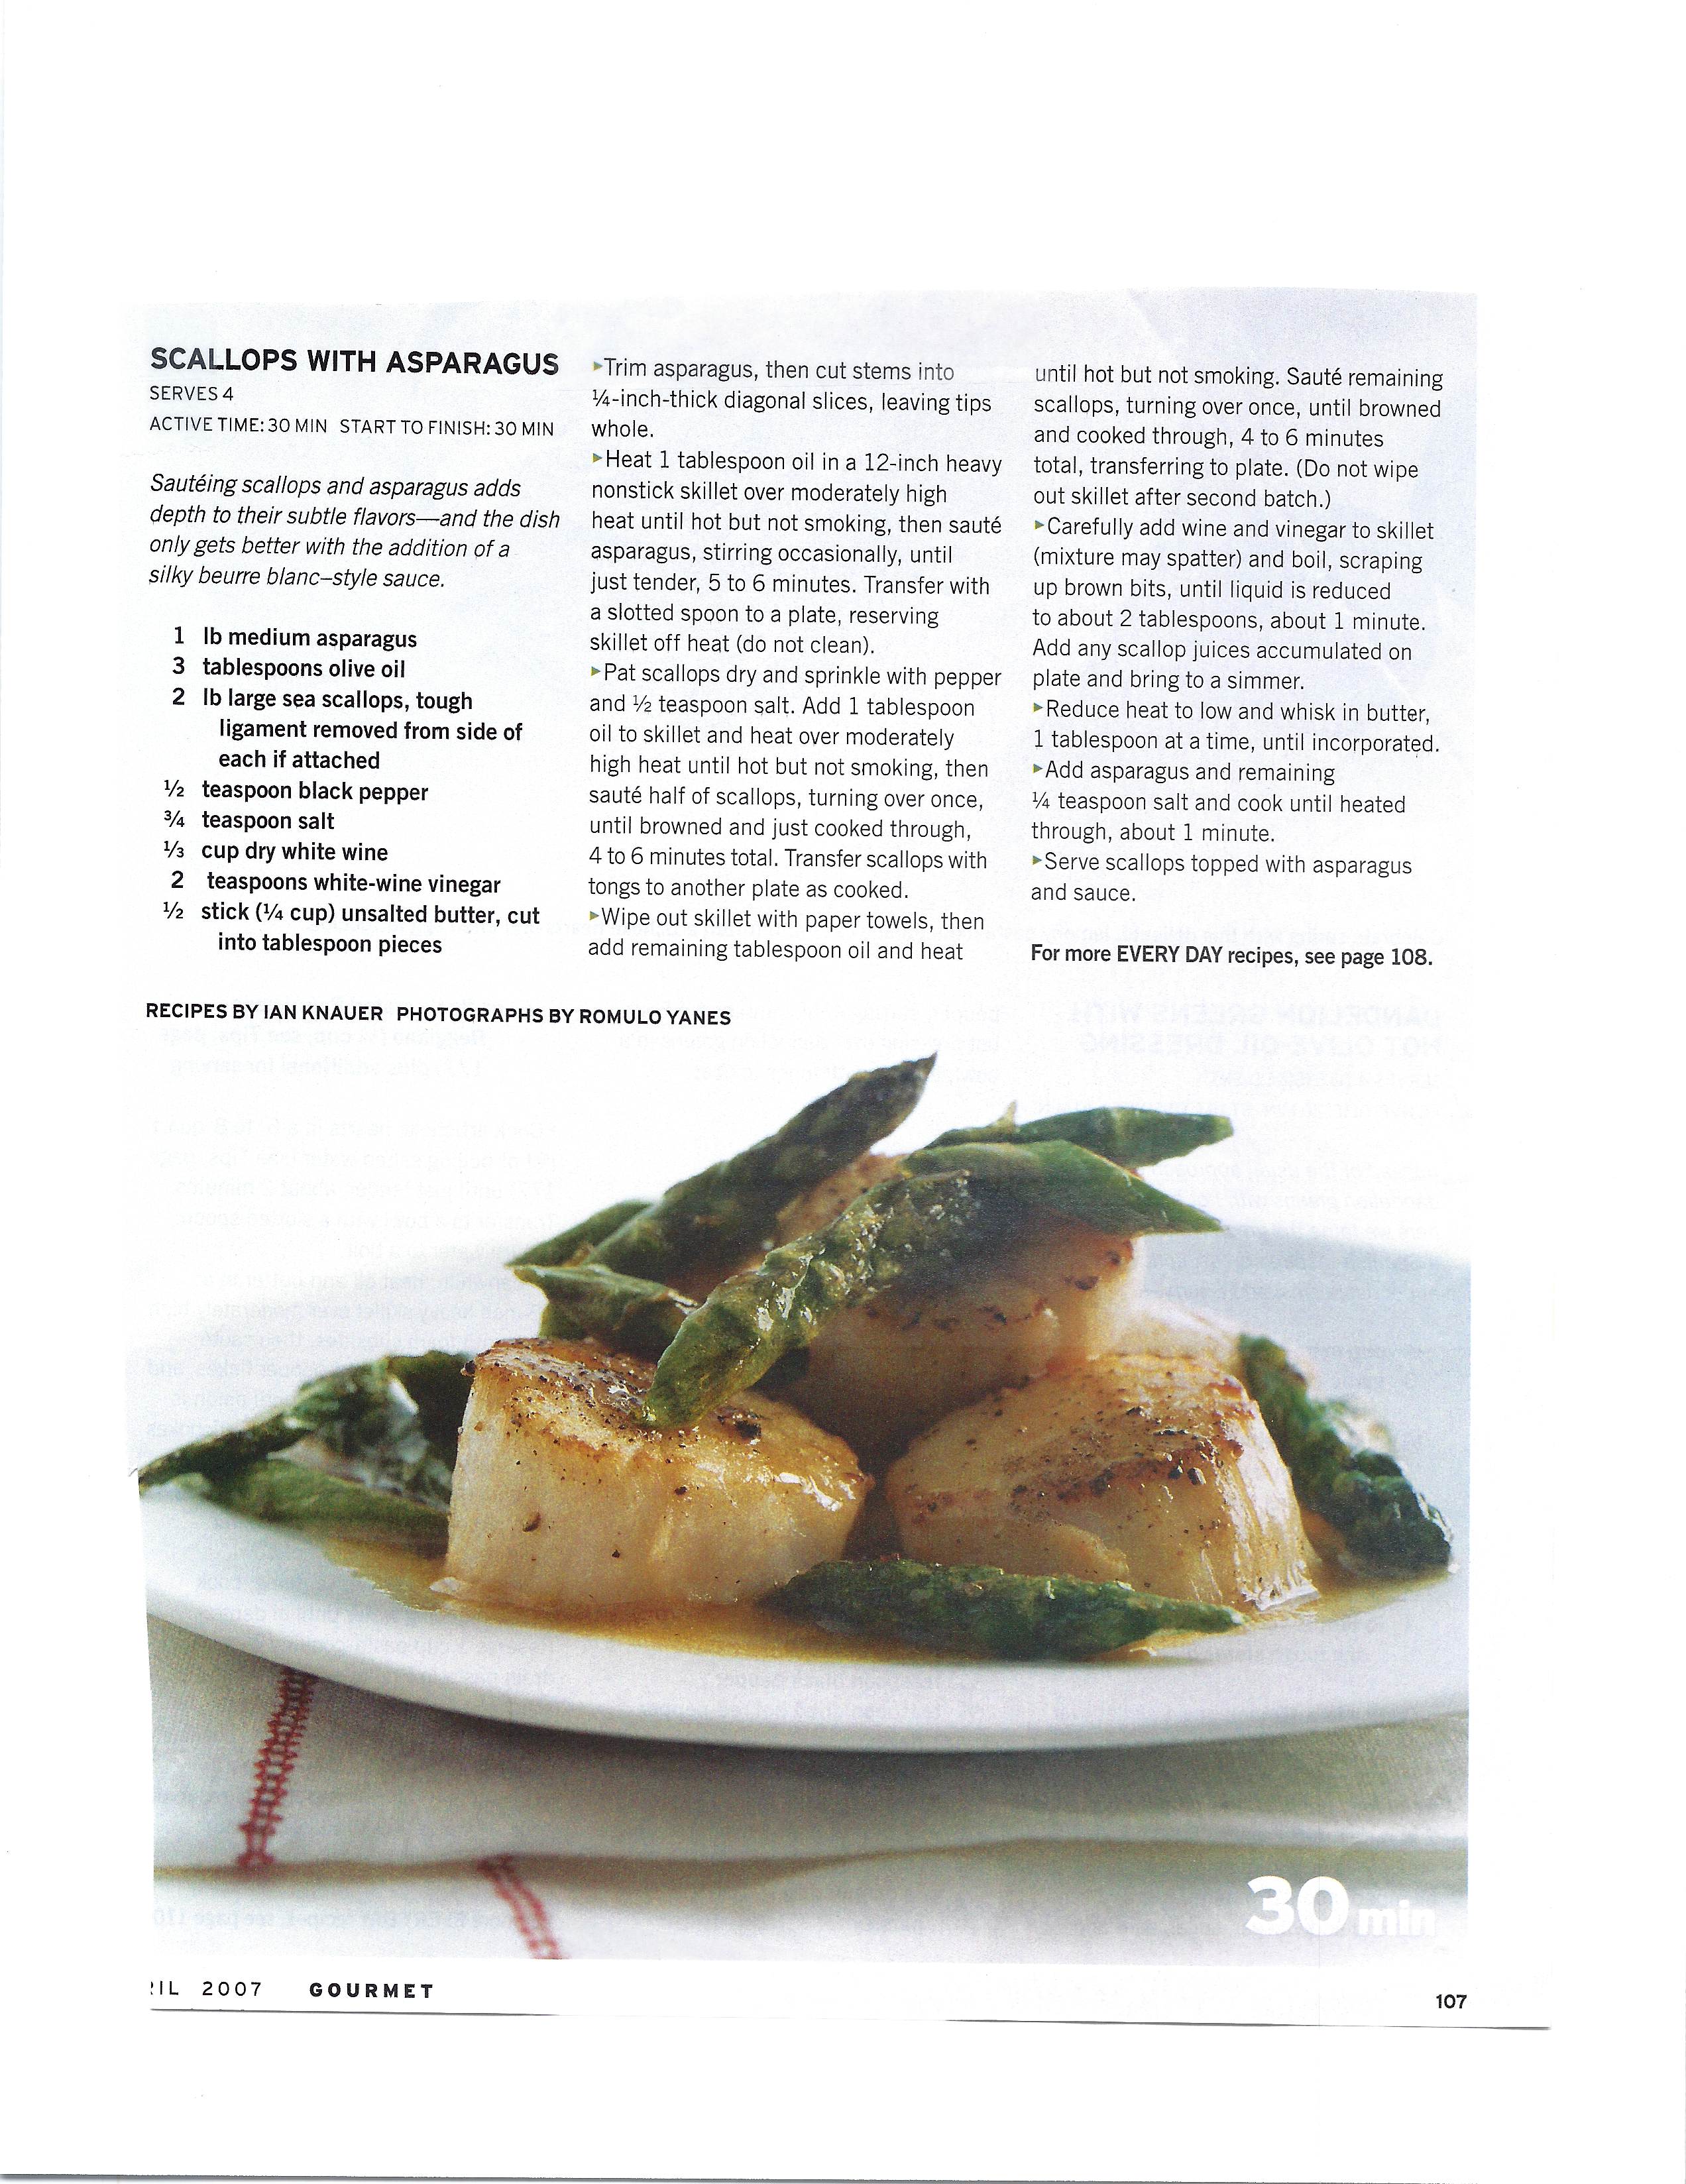 SCALLOPS WITH ASPARAGUS
SERVES 4
ACTIVE TIME: 30 MIN START TO FINISH: 30 MIN
Sautéing scallops and asparagus adds
depth to their subtle flavors—and the dish
only gets better with the addition of a
silky beurre blanc–style sauce.
1 lb medium asparagus
3 tablespoons olive oil
2 lb large sea scallops, tough
ligament removed from side of
each if attached
½ teaspoon black pepper
¾ teaspoon salt
⅓ cup dry white wine
2 teaspoons white-wine vinegar
½ stick (¼ cup) unsalted butter, cut
into tablespoon pieces
▸Trim asparagus, then cut stems into
¼-inch-thick diagonal slices, leaving tips
whole.
▸Heat 1 tablespoon oil in a 12-inch heavy
nonstick skillet over moderately high
heat until hot but not smoking, then sauté
asparagus, stirring occasionally, until
just tender, 5 to 6 minutes. Transfer with
a slotted spoon to a plate, reserving
skillet off heat (do not clean).
▸Pat scallops dry and sprinkle with pepper
and ½ teaspoon salt. Add 1 tablespoon
oil to skillet and heat over moderately
high heat until hot but not smoking, then
sauté half of scallops, turning over once,
until browned and just cooked through,
4 to 6 minutes total. Transfer scallops with
tongs to another plate as cooked.
▸Wipe out skillet with paper towels, then
add remaining tablespoon oil and heat
until hot but not smoking. Sauté remaining
scallops, turning over once, until browned
and cooked through, 4 to 6 minutes
total, transferring to plate. (Do not wipe
out skillet after second batch.)
▸Carefully add wine and vinegar to skillet
(mixture may spatter) and boil, scraping
up brown bits, until liquid is reduced
to about 2 tablespoons, about 1 minute.
Add any scallop juices accumulated on
plate and bring to a simmer.
▸Reduce heat to low and whisk in butter,
1 tablespoon at a time, until incorporated.
▸Add asparagus and remaining
¼ teaspoon salt and cook until heated
through, about 1 minute.
▸Serve scallops topped with asparagus
and sauce.
For more EVERY DAY recipes, see page 108.
RECIPES BY IAN KNAUER PHOTOGRAPHS BY ROMULO YANES
30 min
RIL 2007 GOURMET
107